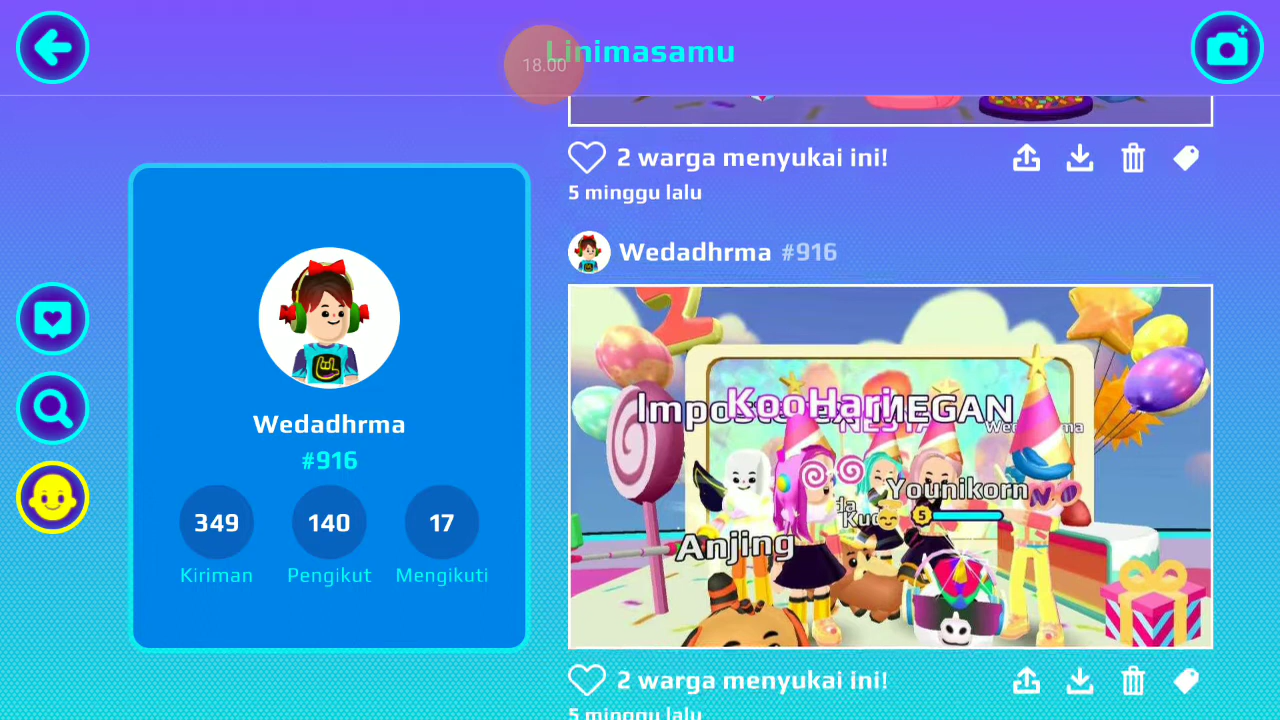 Linimasamu
18.00
2 warga menyukai ini!
5 minggu lalu
Wedadhrma #916
Wedadhrma
#916
349
140
17
Kiriman
Pengikut
Mengikuti
KooHari
MEGAN
Younikorn
5
Anjing
2 warga menyukai ini!
5 minggu lalu